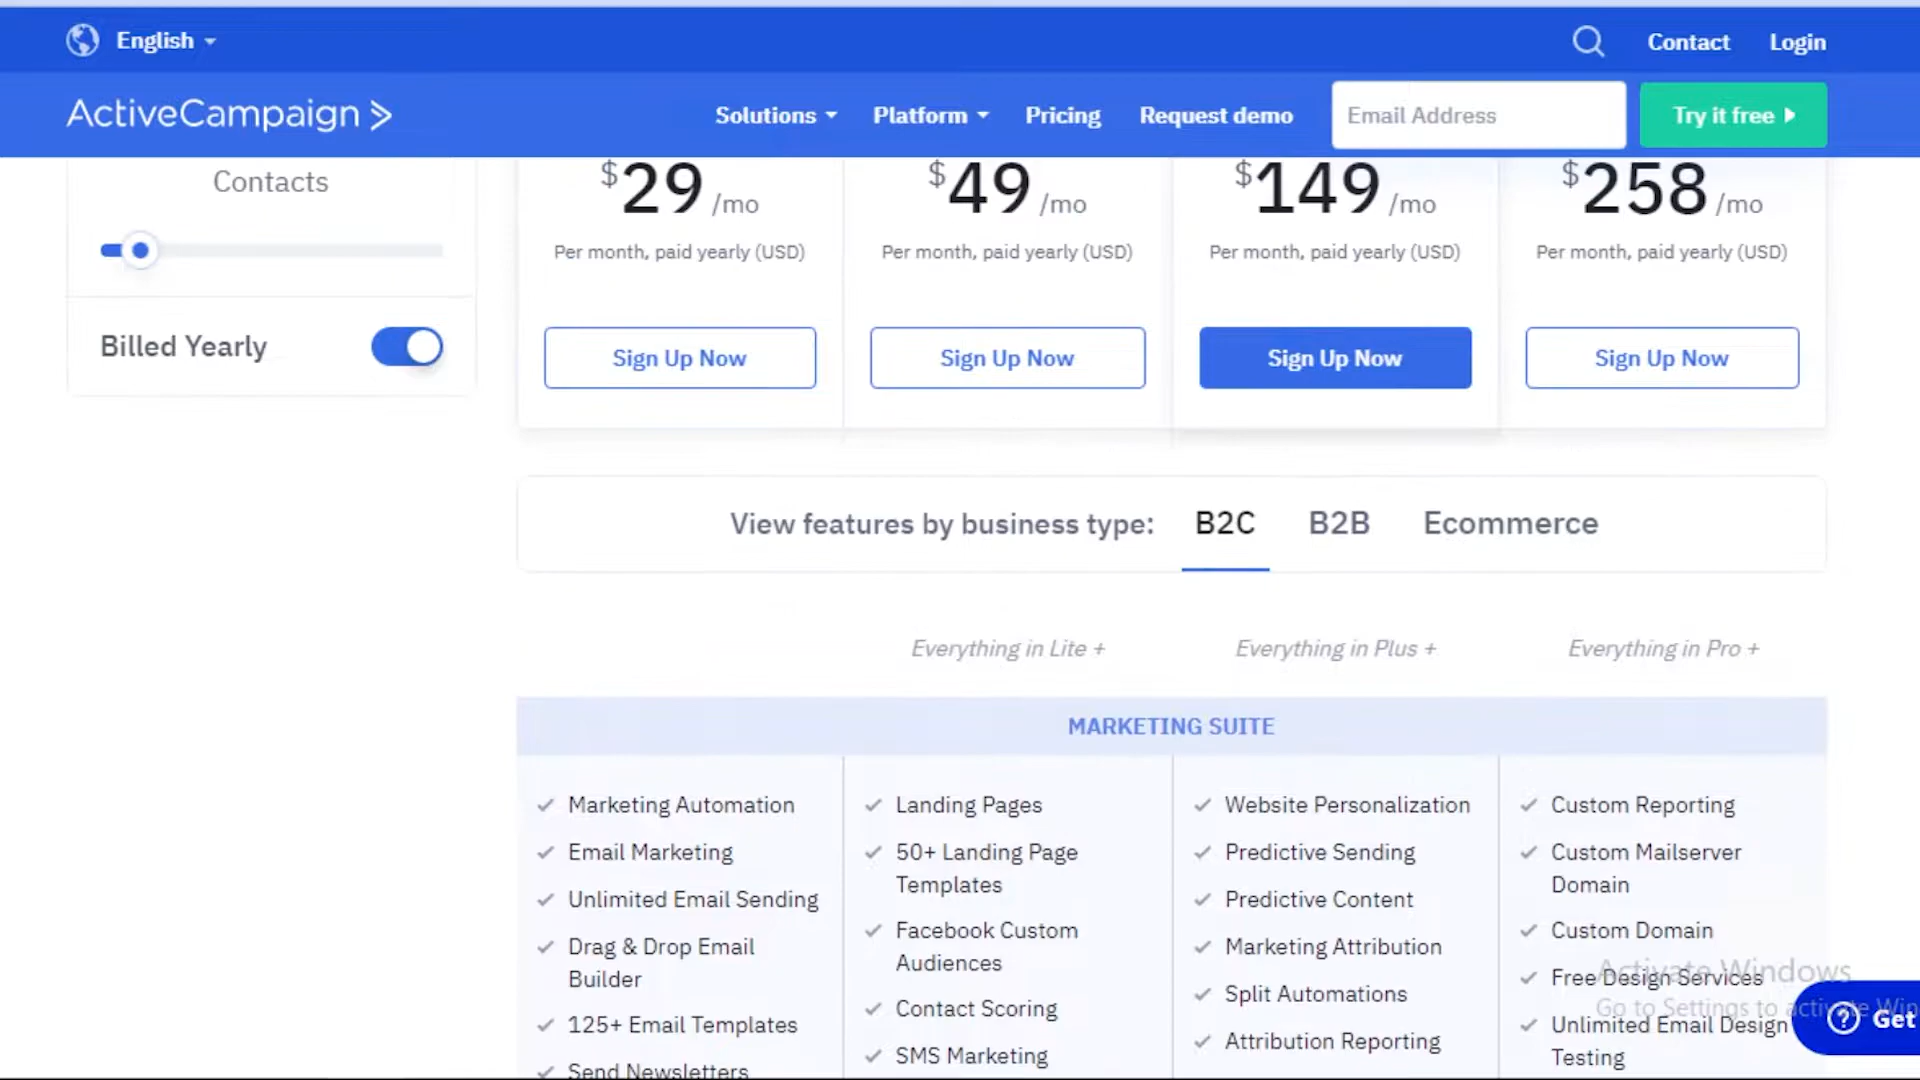 English
Contact
Login
ActiveCampaign >
Solutions
Platform
Pricing
Request demo
Email Address
Try it free
Contacts
$29 /mo
$49 /mo
$149 /mo
$258 /mo
Per month, paid yearly (USD)
Per month, paid yearly (USD)
Per month, paid yearly (USD)
Per month, paid yearly (USD)
Billed Yearly
Sign Up Now
Sign Up Now
Sign Up Now
Sign Up Now
View features by business type:
B2C
B2B
Ecommerce
Everything in Lite +
Everything in Plus +
Everything in Pro +
MARKETING SUITE
Marketing Automation
Email Marketing
Unlimited Email Sending
Drag & Drop Email
Builder
125+ Email Templates
Send Newsletters
Landing Pages
50+ Landing Page
Templates
Facebook Custom
Audiences
Contact Scoring
SMS Marketing
Website Personalization
Predictive Sending
Predictive Content
Marketing Attribution
Split Automations
Attribution Reporting
Custom Reporting
Custom Mailserver
Domain
Custom Domain
Free Design Services
Unlimited Email Design
Testing
Activate Windows
Go to Settings to activate Win
Get